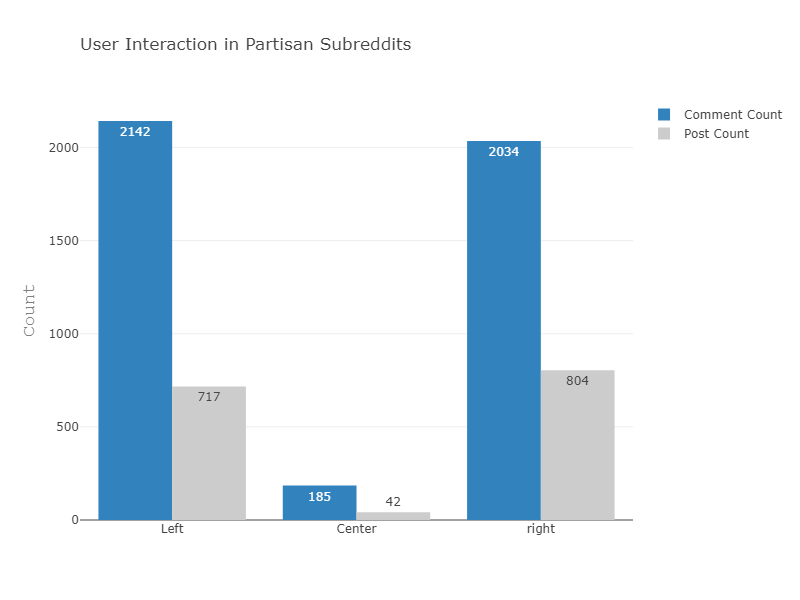 User Interaction in Partisan Subreddits
Comment Count
Post Count
Count
2000
1500
1000
500
0
2142
717
185
42
2034
804
Left
Center
right